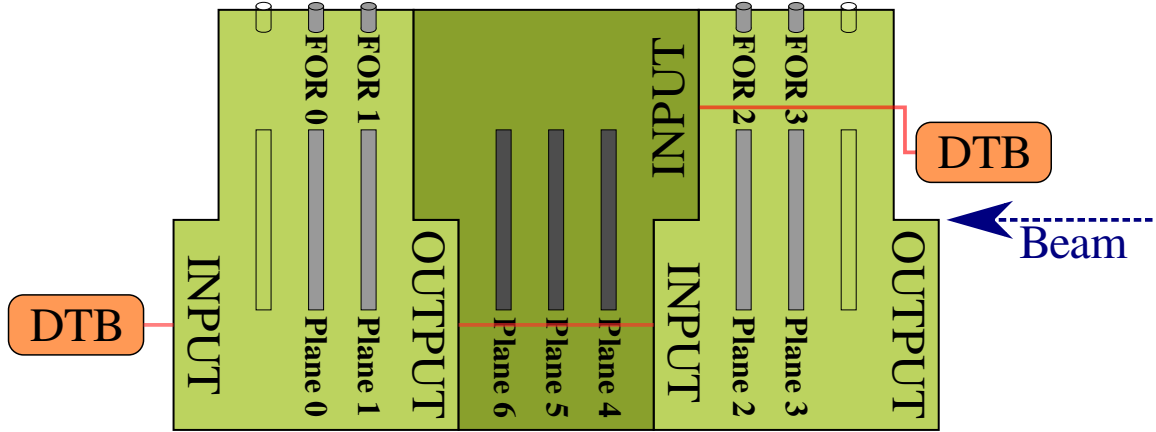 FOR 0
FOR 1
INPUT
FOR 2
FOR 3
DTB
Beam
DTB
INPUT
Plane 0
Plane 1
OUTPUT
Plane 6
Plane 5
Plane 4
INPUT
Plane 2
Plane 3
OUTPUT